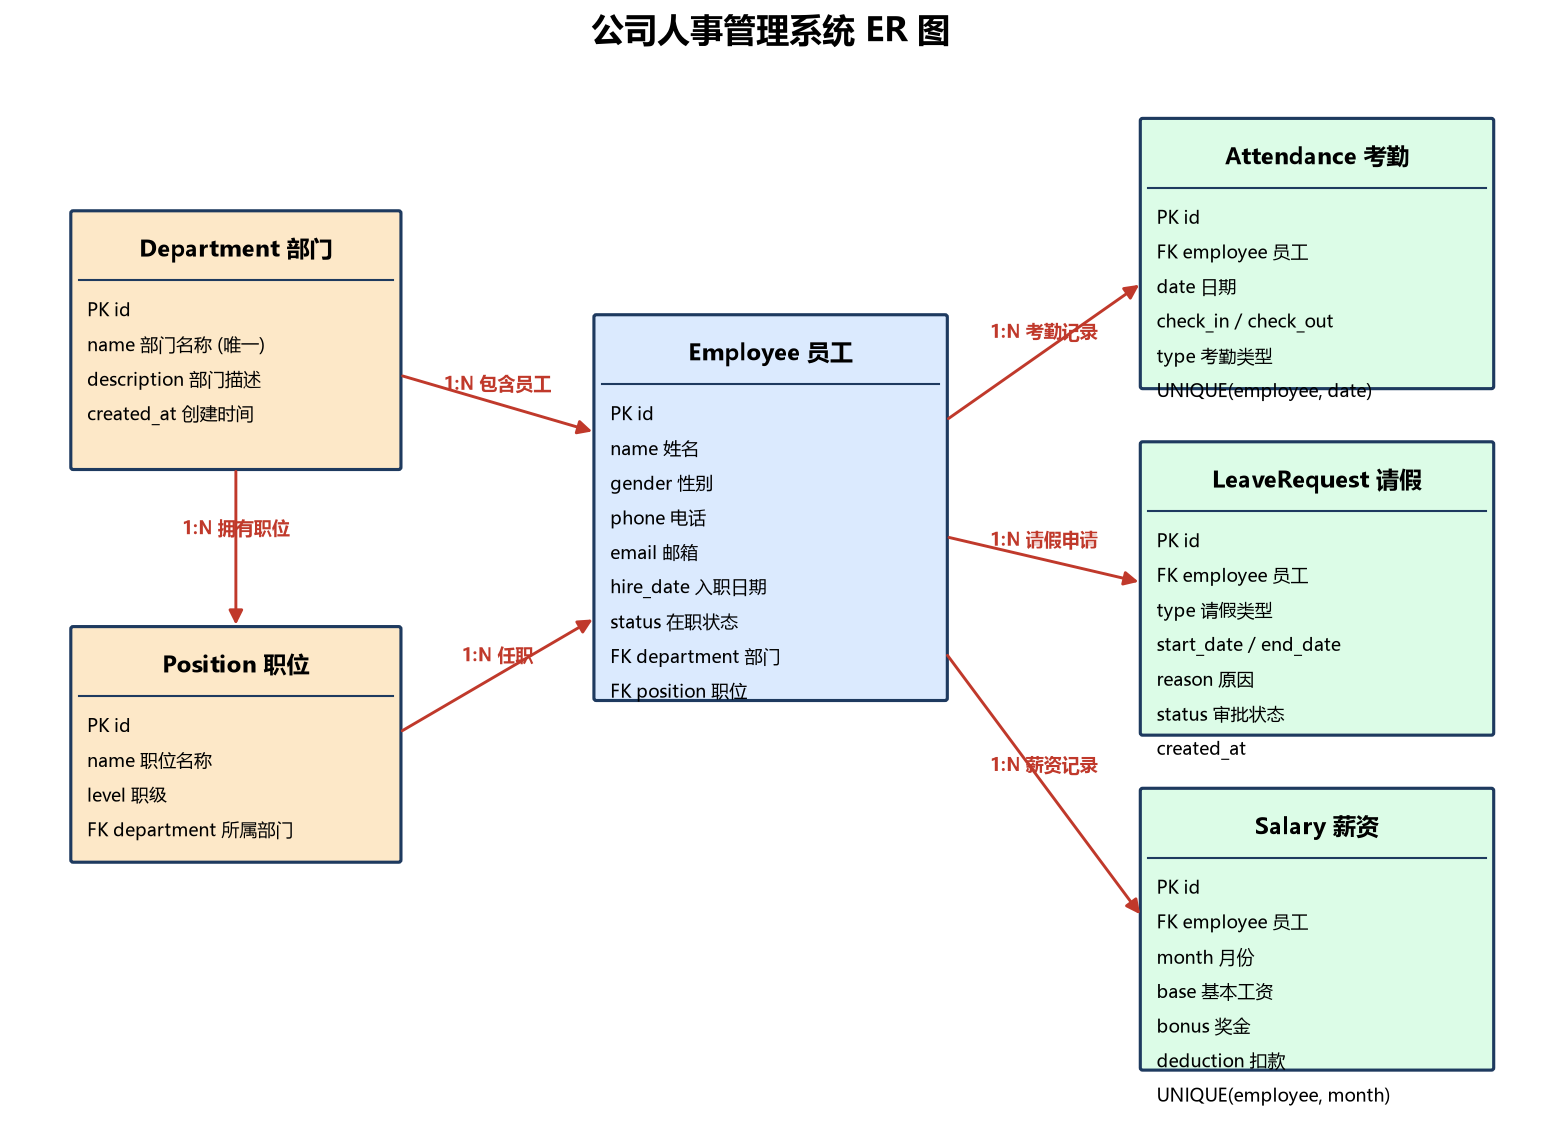 公司人事管理系统 ER 图
Department 部门
PK id
name 部门名称 (唯一)
description 部门描述
created_at 创建时间
1:N 包含员工
1:N 拥有职位
Position 职位
PK id
name 职位名称
level 职级
FK department 所属部门
1:N 任职
Employee 员工
PK id
name 姓名
gender 性别
phone 电话
email 邮箱
hire_date 入职日期
status 在职状态
FK department 部门
FK position 职位
1:N 考勤记录
1:N 请假申请
1:N 薪资记录
Attendance 考勤
PK id
FK employee 员工
date 日期
check_in / check_out
type 考勤类型
UNIQUE(employee, date)
LeaveRequest 请假
PK id
FK employee 员工
type 请假类型
start_date / end_date
reason 原因
status 审批状态
created_at
Salary 薪资
PK id
FK employee 员工
month 月份
base 基本工资
bonus 奖金
deduction 扣款
UNIQUE(employee, month)